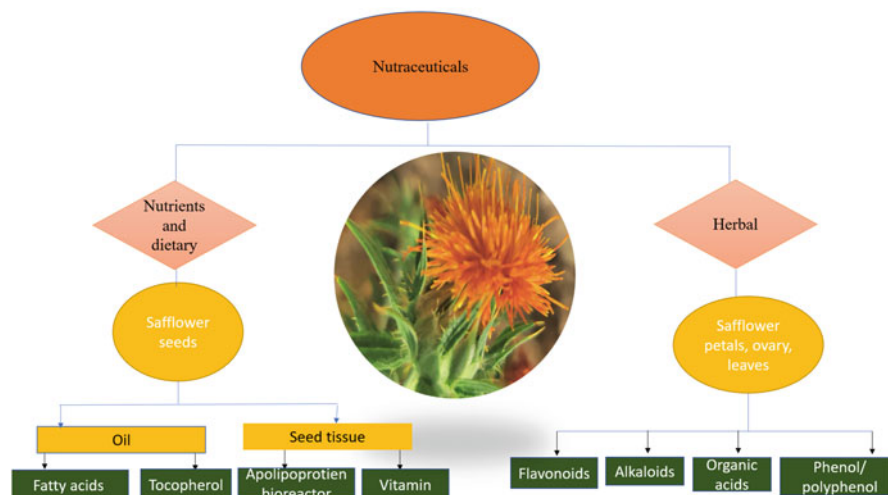 Nutraceuticals
Nutrients
and
dietary
Herbal
Safflower
seeds
Safflower
petals, ovary,
leaves
Oil
Seed tissue
Fatty acids
Tocopherol
Apolipoprotien
bioreactor
Vitamin
Flavonoids
Alkaloids
Organic
acids
Phenol/
polyphenol